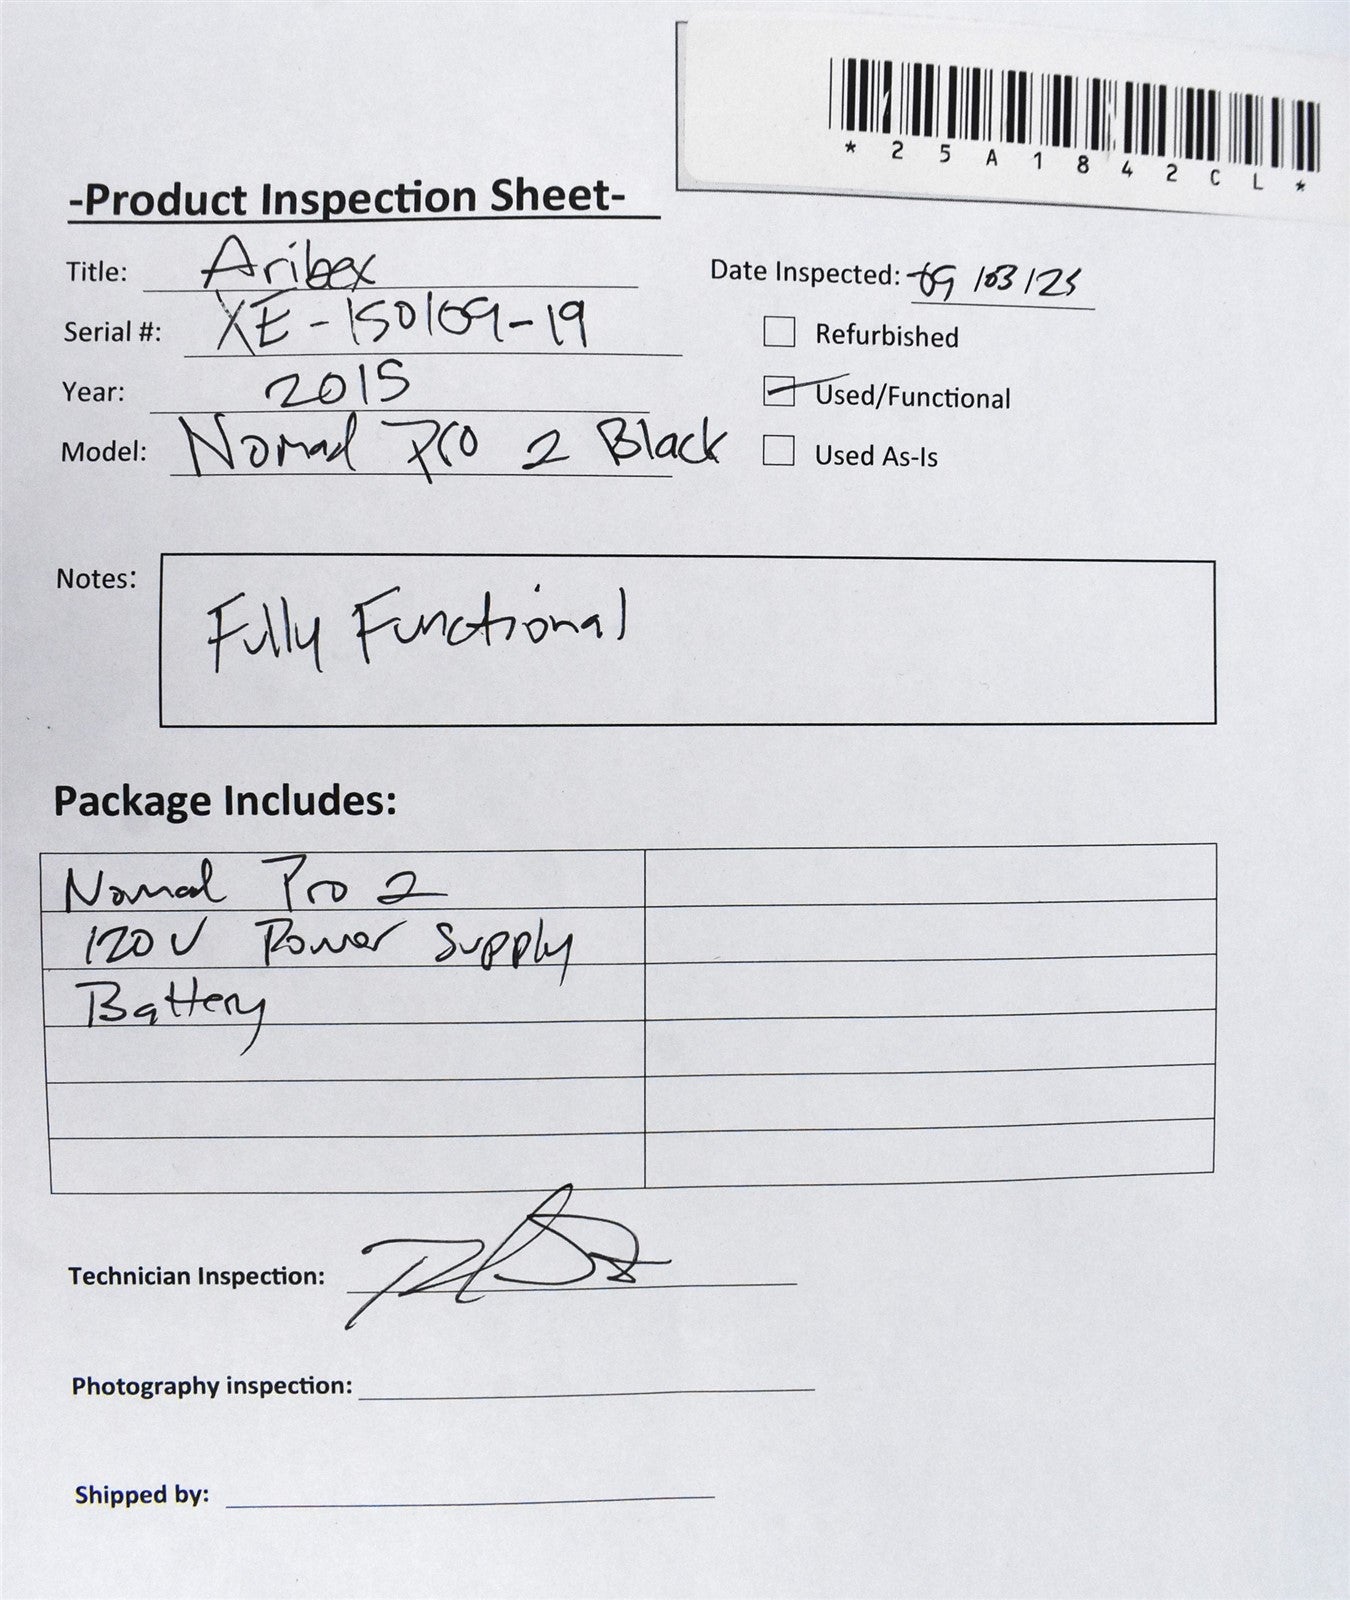 *25A1842CL*
-Product Inspection Sheet-
Title: Aribex
Date Inspected: 09/03/25
Serial #: XE-150109-19
Refurbished
Year: 2015
Used/Functional
Model: Nomad Pro 2 Black
Used As-Is
Notes: Fully Functional
Package Includes:
Nomad Pro 2
120V Power Supply
Battery
Technician Inspection:
Photography inspection:
Shipped by: